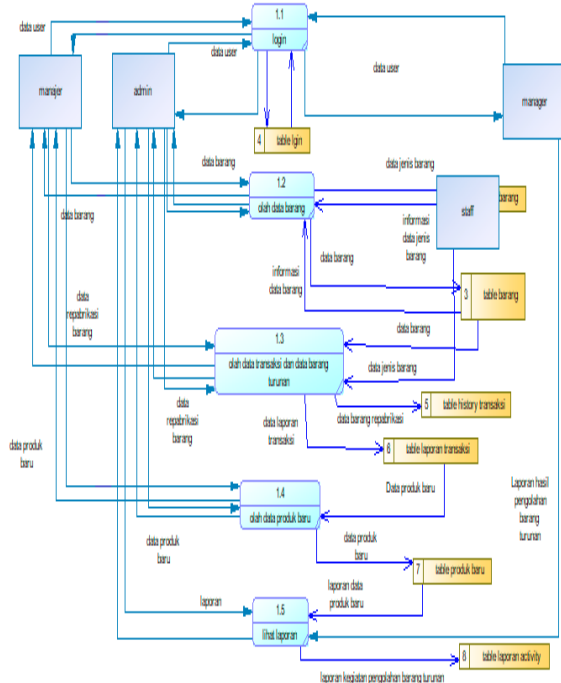 1.1
login
data user
data user
data user
manajer
admin
manager
4 table lgin
data barang
data jenis barang
1.2
olah data barang
barang
staff
data barang
informasi
data jenis
barang
data barang
informasi
data barang
3 table barang
data
repabrikasi
barang
data barang
1.3
olah data transaksi dan data barang
turunan
data jenis barang
data
repabrikasi
barang
data laporan
transaksi
data barang repabrikasi
5 table history transaksi
data produk
baru
6 table laporan transaksi
Data produk baru
Laporan hasil
pengolahan
barang
turunan
1.4
olah data produk baru
data produk
baru
data produk
baru
7 table produk baru
laporan data
produk baru
laporan
1.5
lihat laporan
8 table laporan activity
laporan kegiatan pengolahan barang turunan